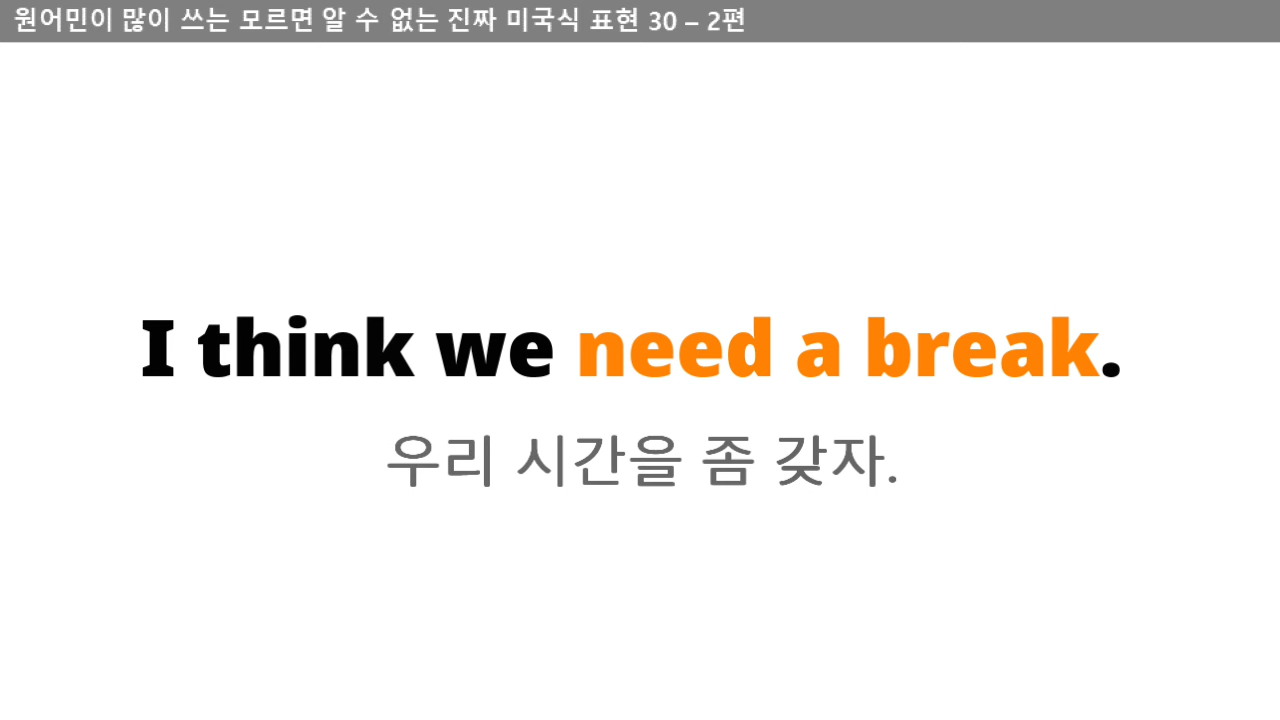 원어민이 많이 쓰는 모르면 알 수 없는 진짜 미국식 표현 30 – 2편
I think we need a break.
우리 시간을 좀 갖자.